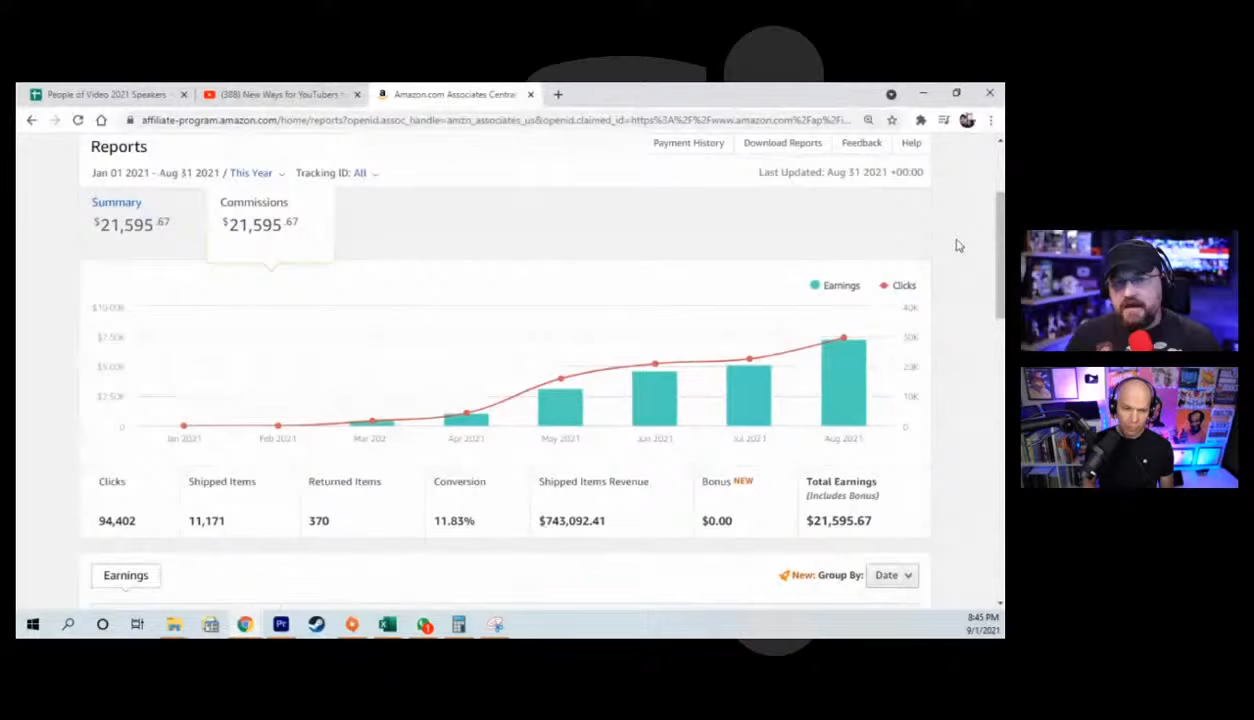 People of Video 2021 Speakers
(388) New Ways for YouTubers
Amazon.com Associates Central
affiliate-program.amazon.com/home/reports?openid.assoc_handle=amzn_associates_us&openid.claimed_id=https%3A%2F%2Fwww.amazon.com%2Fap%2Fi...
Reports
Payment History Download Reports Feedback Help
Jan 01 2021 - Aug 31 2021 / This Year Tracking ID: All
Last Updated: Aug 31 2021 +00:00
Summary Commissions
$21,595.67 $21,595.67
Earnings Clicks
$10.00K 40K
$7.50K 30K
$5.00K 20K
$2.50K 10K
0 0
Jan 2021 Feb 2021 Mar 202 Apr 2021 May 2021 Jun 2021 Jul 2021 Aug 2021
Clicks Shipped Items Returned Items Conversion Shipped Items Revenue Bonus NEW Total Earnings
(Includes Bonus)
94,402 11,171 370 11.83% $743,092.41 $0.00 $21,595.67
Earnings
New: Group By: Date
8:45 PM
9/1/2021